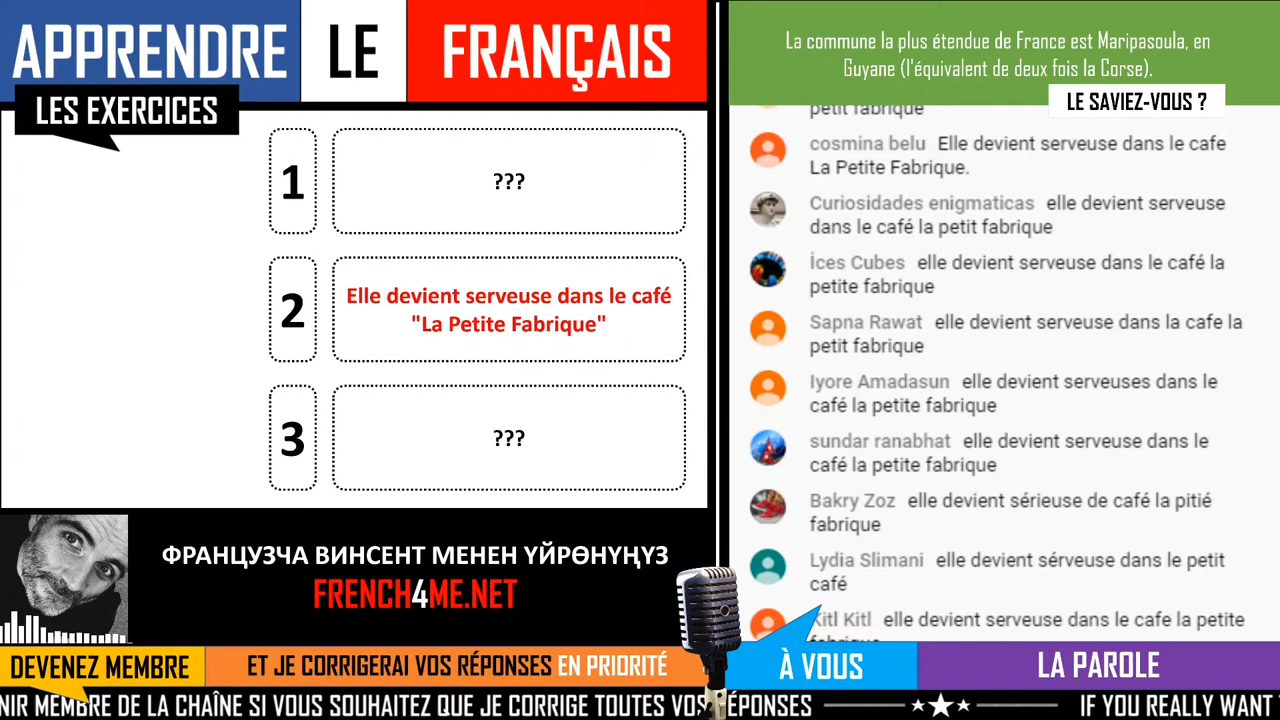 APPRENDRE LE FRANÇAIS
LES EXERCICES
1
???
2
Elle devient serveuse dans le café
"La Petite Fabrique"
3
???
ФРАНЦУЗЧА ВИНСЕНТ МЕНЕН ҮЙРӨНҮҢҮЗ
FRENCH4ME.NET
DEVENEZ MEMBRE
ET JE CORRIGERAI VOS RÉPONSES EN PRIORITÉ
La commune la plus étendue de France est Maripasoula, en
Guyane (l'équivalent de deux fois la Corse).
LE SAVIEZ-VOUS ?
petit fabrique
cosmina belu Elle devient serveuse dans le cafe
La Petite Fabrique.
Curiosidades enigmaticas elle devient serveuse
dans le café la petit fabrique
İces Cubes elle devient serveuse dans le café la
petite fabrique
Sapna Rawat elle devient serveuse dans la cafe la
petit fabrique
Iyore Amadasun elle devient serveuses dans le
café la petite fabrique
sundar ranabhat elle devient serveuse dans le
café la petite fabrique
Bakry Zoz elle devient sérieuse de café la pitié
fabrique
Lydia Slimani elle devient sérveuse dans le petit
café
Kitl Kitl elle devient serveuse dans le cafe la petite
fabrique
À VOUS
LA PAROLE
NIR MEMBRE DE LA CHAÎNE SI VOUS SOUHAITEZ QUE JE CORRIGE TOUTES VOS RÉPONSES IF YOU REALLY WANT